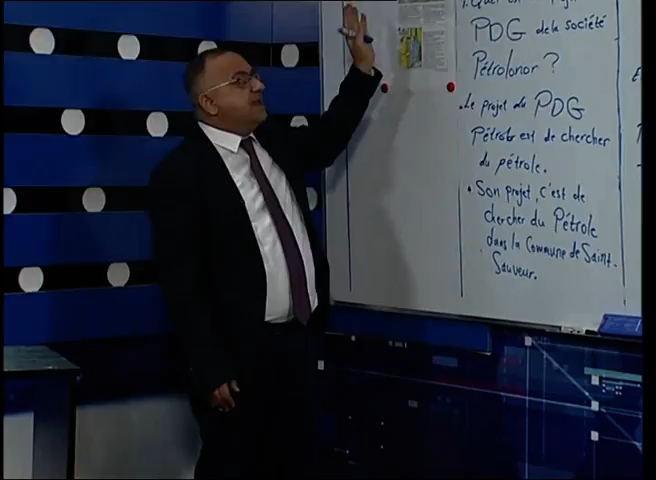 PDG de la société
Pétrolonor ?
• Le projet du PDG
est de chercher
du pétrole.
• Son projet, c'est de
chercher du Pétrole
dans la Commune de Saint-
Sauveur.